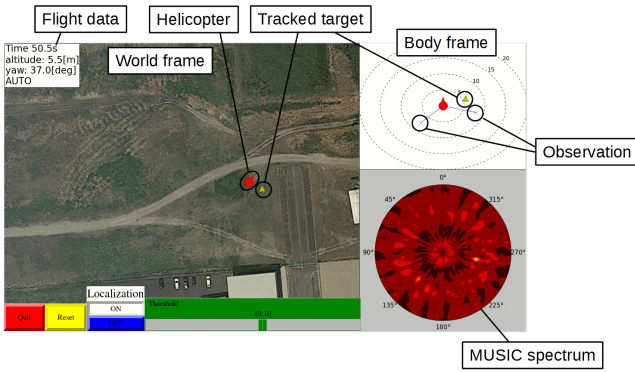 Flight data
Helicopter
Tracked target
Body frame
World frame
Time 50.5s
altitude: 5.5[m]
yaw: 37.0[deg]
AUTO
20
15
5
Observation
0°
45°
315°
90°
270°
135°
225°
180°
Localization
ON
Threshold
19.10
Quit
Reset
MUSIC spectrum